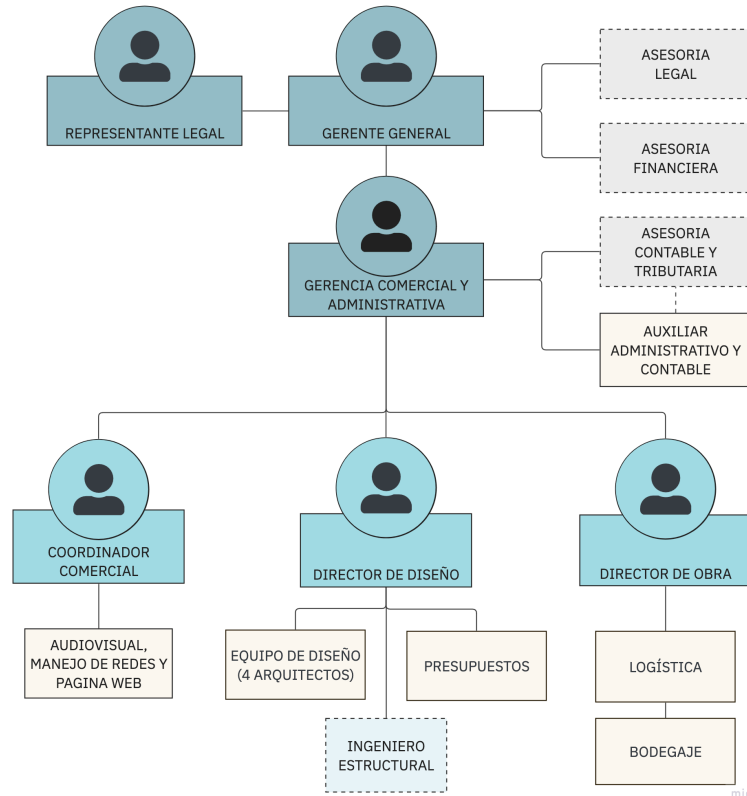 REPRESENTANTE LEGAL
GERENTE GENERAL
ASESORIA
LEGAL
ASESORIA
FINANCIERA
GERENCIA COMERCIAL Y
ADMINISTRATIVA
ASESORIA
CONTABLE Y
TRIBUTARIA
AUXILIAR
ADMINISTRATIVO Y
CONTABLE
COORDINADOR
COMERCIAL
DIRECTOR DE DISEÑO
DIRECTOR DE OBRA
AUDIOVISUAL,
MANEJO DE REDES Y
PAGINA WEB
EQUIPO DE DISEÑO
(4 ARQUITECTOS)
PRESUPUESTOS
LOGÍSTICA
INGENIERO
ESTRUCTURAL
BODEGAJE